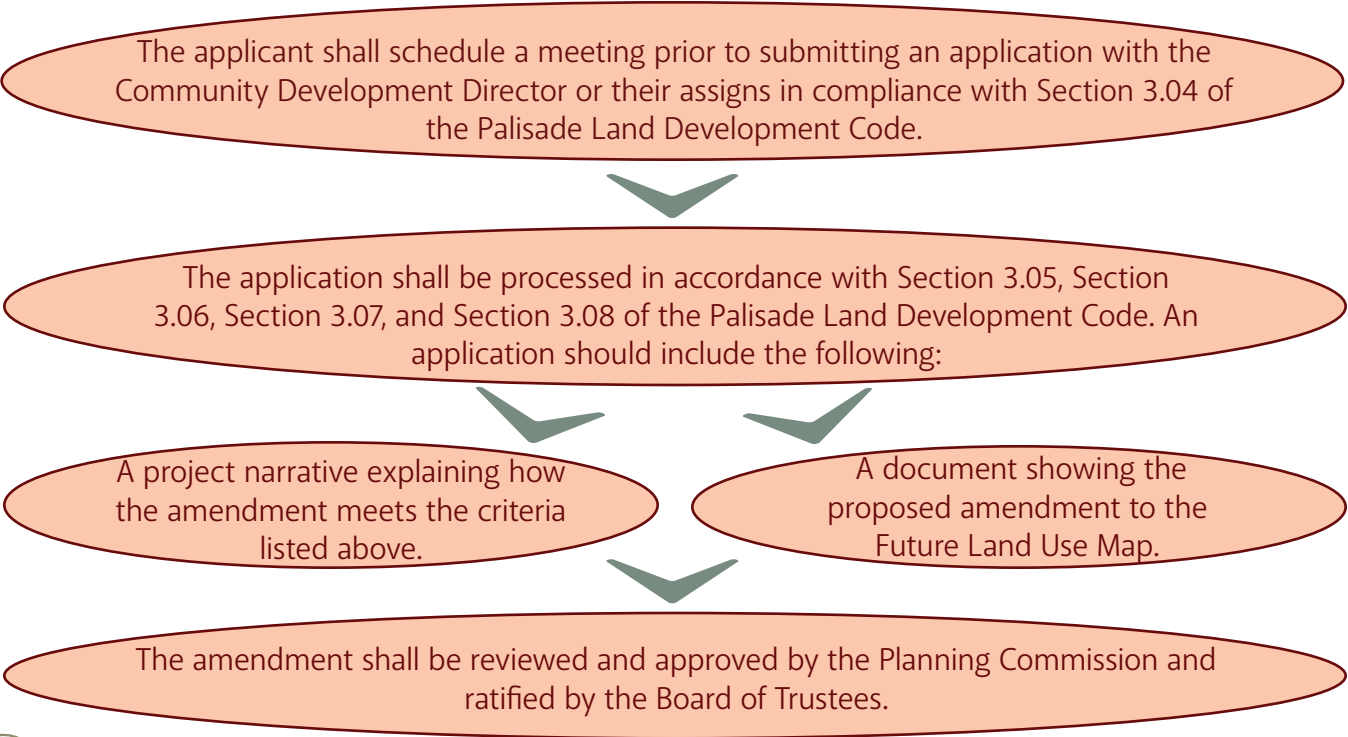 The applicant shall schedule a meeting prior to submitting an application with the
Community Development Director or their assigns in compliance with Section 3.04 of
the Palisade Land Development Code.
The application shall be processed in accordance with Section 3.05, Section
3.06, Section 3.07, and Section 3.08 of the Palisade Land Development Code. An
application should include the following:
A project narrative explaining how
the amendment meets the criteria
listed above.
A document showing the
proposed amendment to the
Future Land Use Map.
The amendment shall be reviewed and approved by the Planning Commission and
ratified by the Board of Trustees.